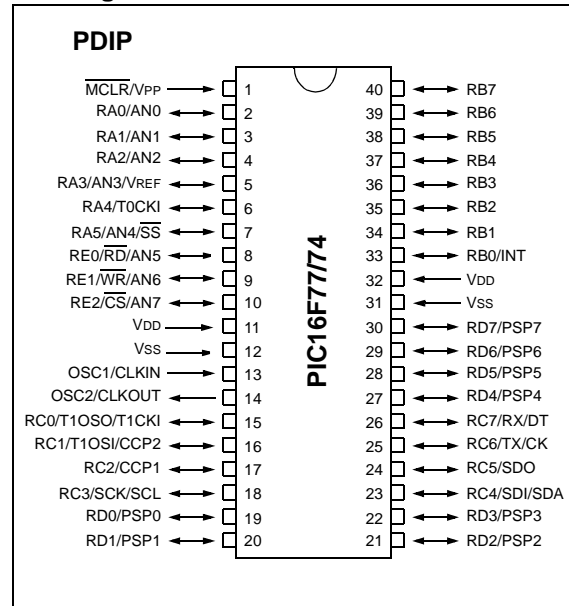 PDIP
MCLR/VPP 1 40 RB7
RA0/AN0 2 39 RB6
RA1/AN1 3 38 RB5
RA2/AN2 4 37 RB4
RA3/AN3/VREF 5 36 RB3
RA4/T0CKI 6 35 RB2
RA5/AN4/SS 7 34 RB1
RE0/RD/AN5 8 33 RB0/INT
RE1/WR/AN6 9 32 VDD
RE2/CS/AN7 10 31 VSS
VDD 11 30 RD7/PSP7
VSS 12 29 RD6/PSP6
OSC1/CLKIN 13 28 RD5/PSP5
OSC2/CLKOUT 14 27 RD4/PSP4
RC0/T1OSO/T1CKI 15 26 RC7/RX/DT
RC1/T1OSI/CCP2 16 25 RC6/TX/CK
RC2/CCP1 17 24 RC5/SDO
RC3/SCK/SCL 18 23 RC4/SDI/SDA
RD0/PSP0 19 22 RD3/PSP3
RD1/PSP1 20 21 RD2/PSP2
PIC16F77/74